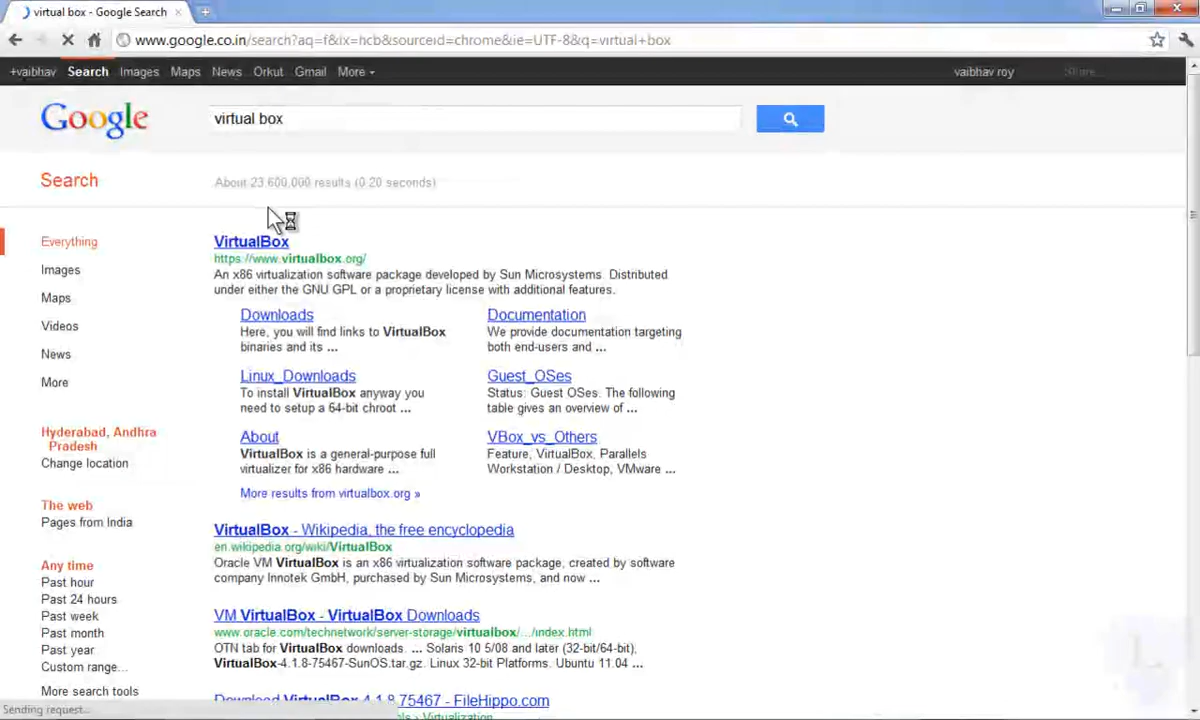 virtual box - Google Search
www.google.co.in/search?aq=f&ix=hcb&sourceid=chrome&ie=UTF-8&q=virtual+box
+vaibhav Search Images Maps News Orkut Gmail More vaibhav roy Share...
Google
virtual box
Search
About 23,600,000 results (0.20 seconds)
Everything
Images
Maps
Videos
News
More
Hyderabad, Andhra
Pradesh
Change location
The web
Pages from India
Any time
Past hour
Past 24 hours
Past week
Past month
Past year
Custom range...
More search tools
VirtualBox
https://www.virtualbox.org/
An x86 virtualization software package developed by Sun Microsystems. Distributed
under either the GNU GPL or a proprietary license with additional features.
Downloads
Here, you will find links to VirtualBox
binaries and its ...
Documentation
We provide documentation targeting
both end-users and ...
Linux_Downloads
To install VirtualBox anyway you
need to setup a 64-bit chroot ...
Guest_OSes
Status: Guest OSes. The following
table gives an overview of ...
About
VirtualBox is a general-purpose full
virtualizer for x86 hardware ...
VBox_vs_Others
Feature, VirtualBox, Parallels
Workstation / Desktop, VMware ...
More results from virtualbox.org »
VirtualBox - Wikipedia, the free encyclopedia
en.wikipedia.org/wiki/VirtualBox
Oracle VM VirtualBox is an x86 virtualization software package, created by software
company Innotek GmbH, purchased by Sun Microsystems, and now ...
VM VirtualBox - VirtualBox Downloads
www.oracle.com/technetwork/server-storage/virtualbox/.../index.html
OTN tab for VirtualBox downloads. ... Solaris 10 5/08 and later (32-bit/64-bit),
VirtualBox-4.1.8-75467-SunOS.tar.gz. Linux 32-bit Platforms. Ubuntu 11.04 ...
Download VirtualBox 4.1.8.75467 - FileHippo.com
› Virtualization
Sending request...